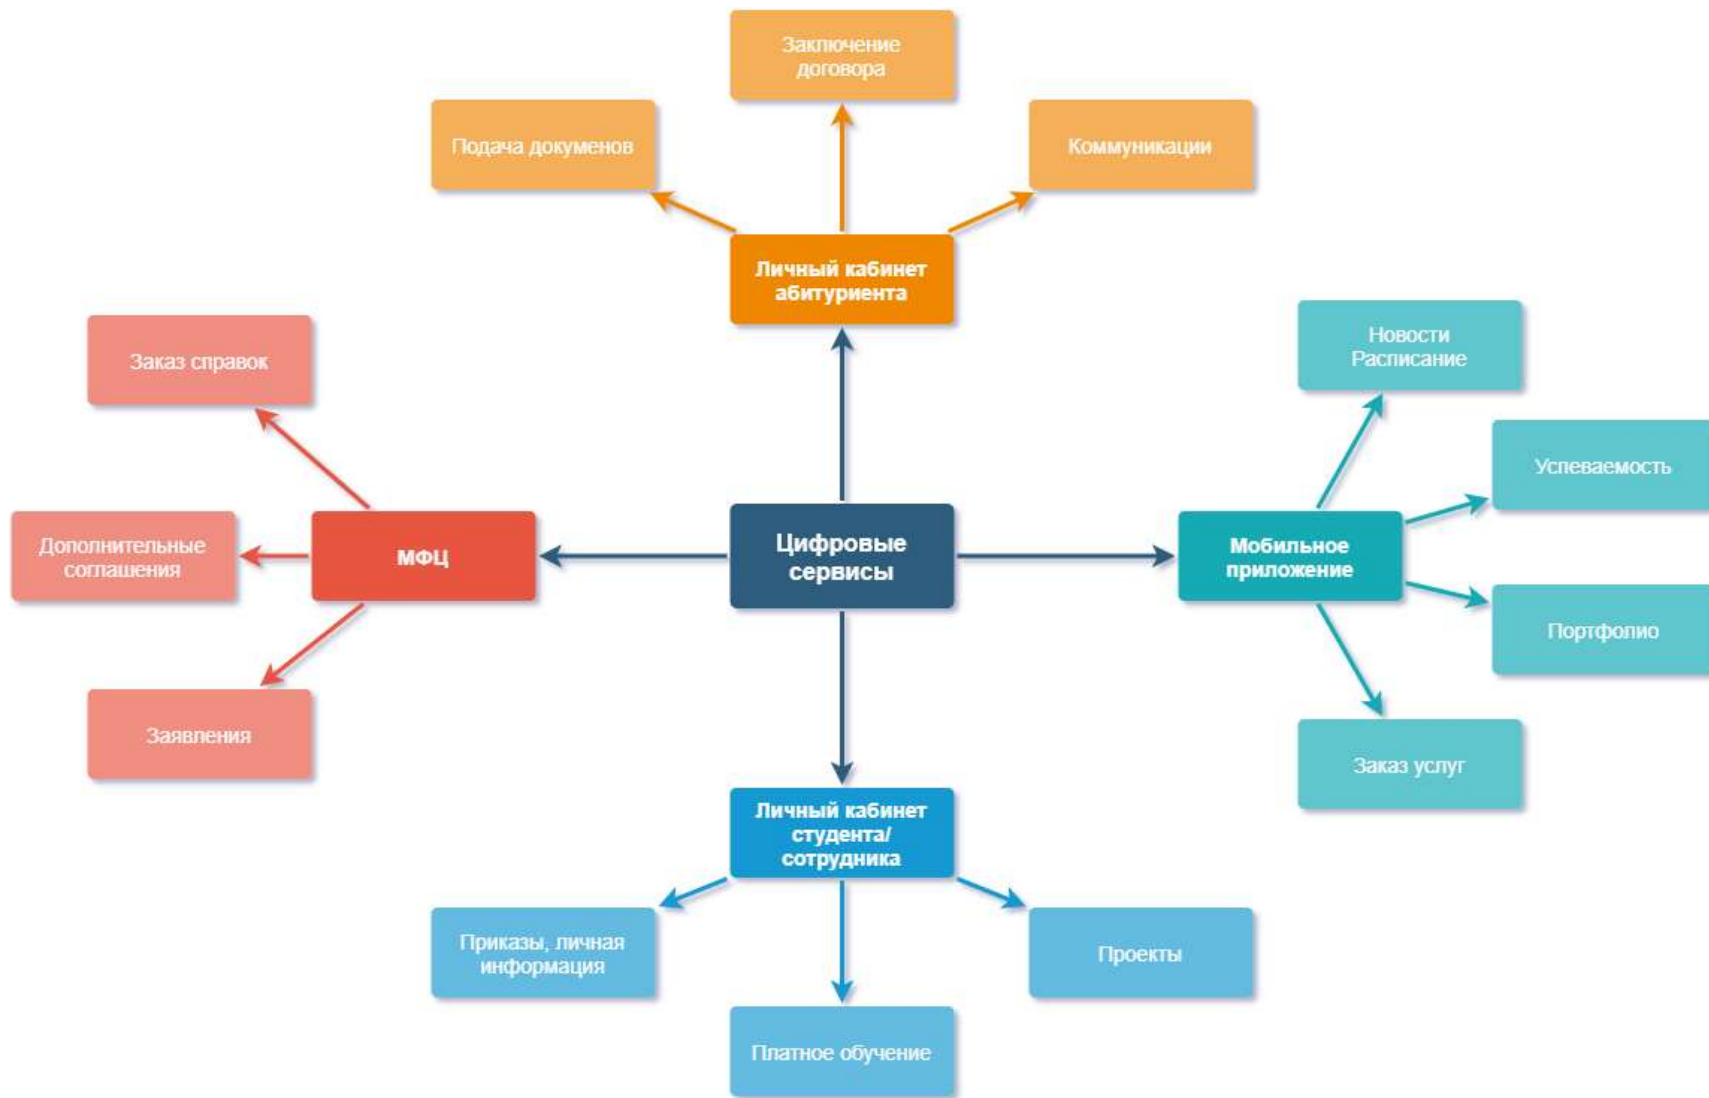 Заключение
договора
Подача докуменов
Коммуникации
Личный кабинет
абитуриента
Заказ справок
Новости
Расписание
Успеваемость
Дополнительные
соглашения
МФЦ
Цифровые
сервисы
Мобильное
приложение
Портфолио
Заявления
Заказ услуг
Личный кабинет
студента/
сотрудника
Приказы, личная
информация
Проекты
Платное обучение